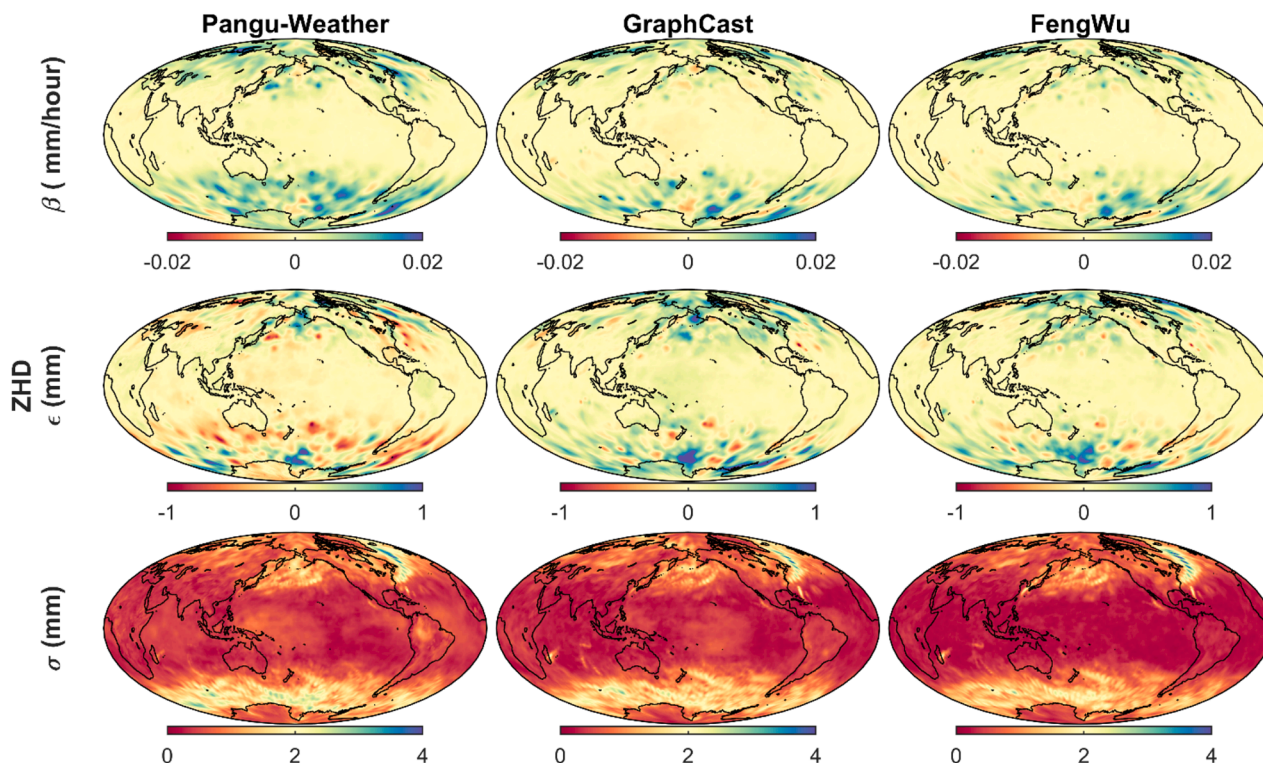 Pangu-Weather GraphCast FengWu
β ( mm/hour)
-0.02 0 0.02 -0.02 0 0.02 -0.02 0 0.02
ZHD
ϵ (mm)
-1 0 1 -1 0 1 -1 0 1
σ (mm)
0 2 4 0 2 4 0 2 4